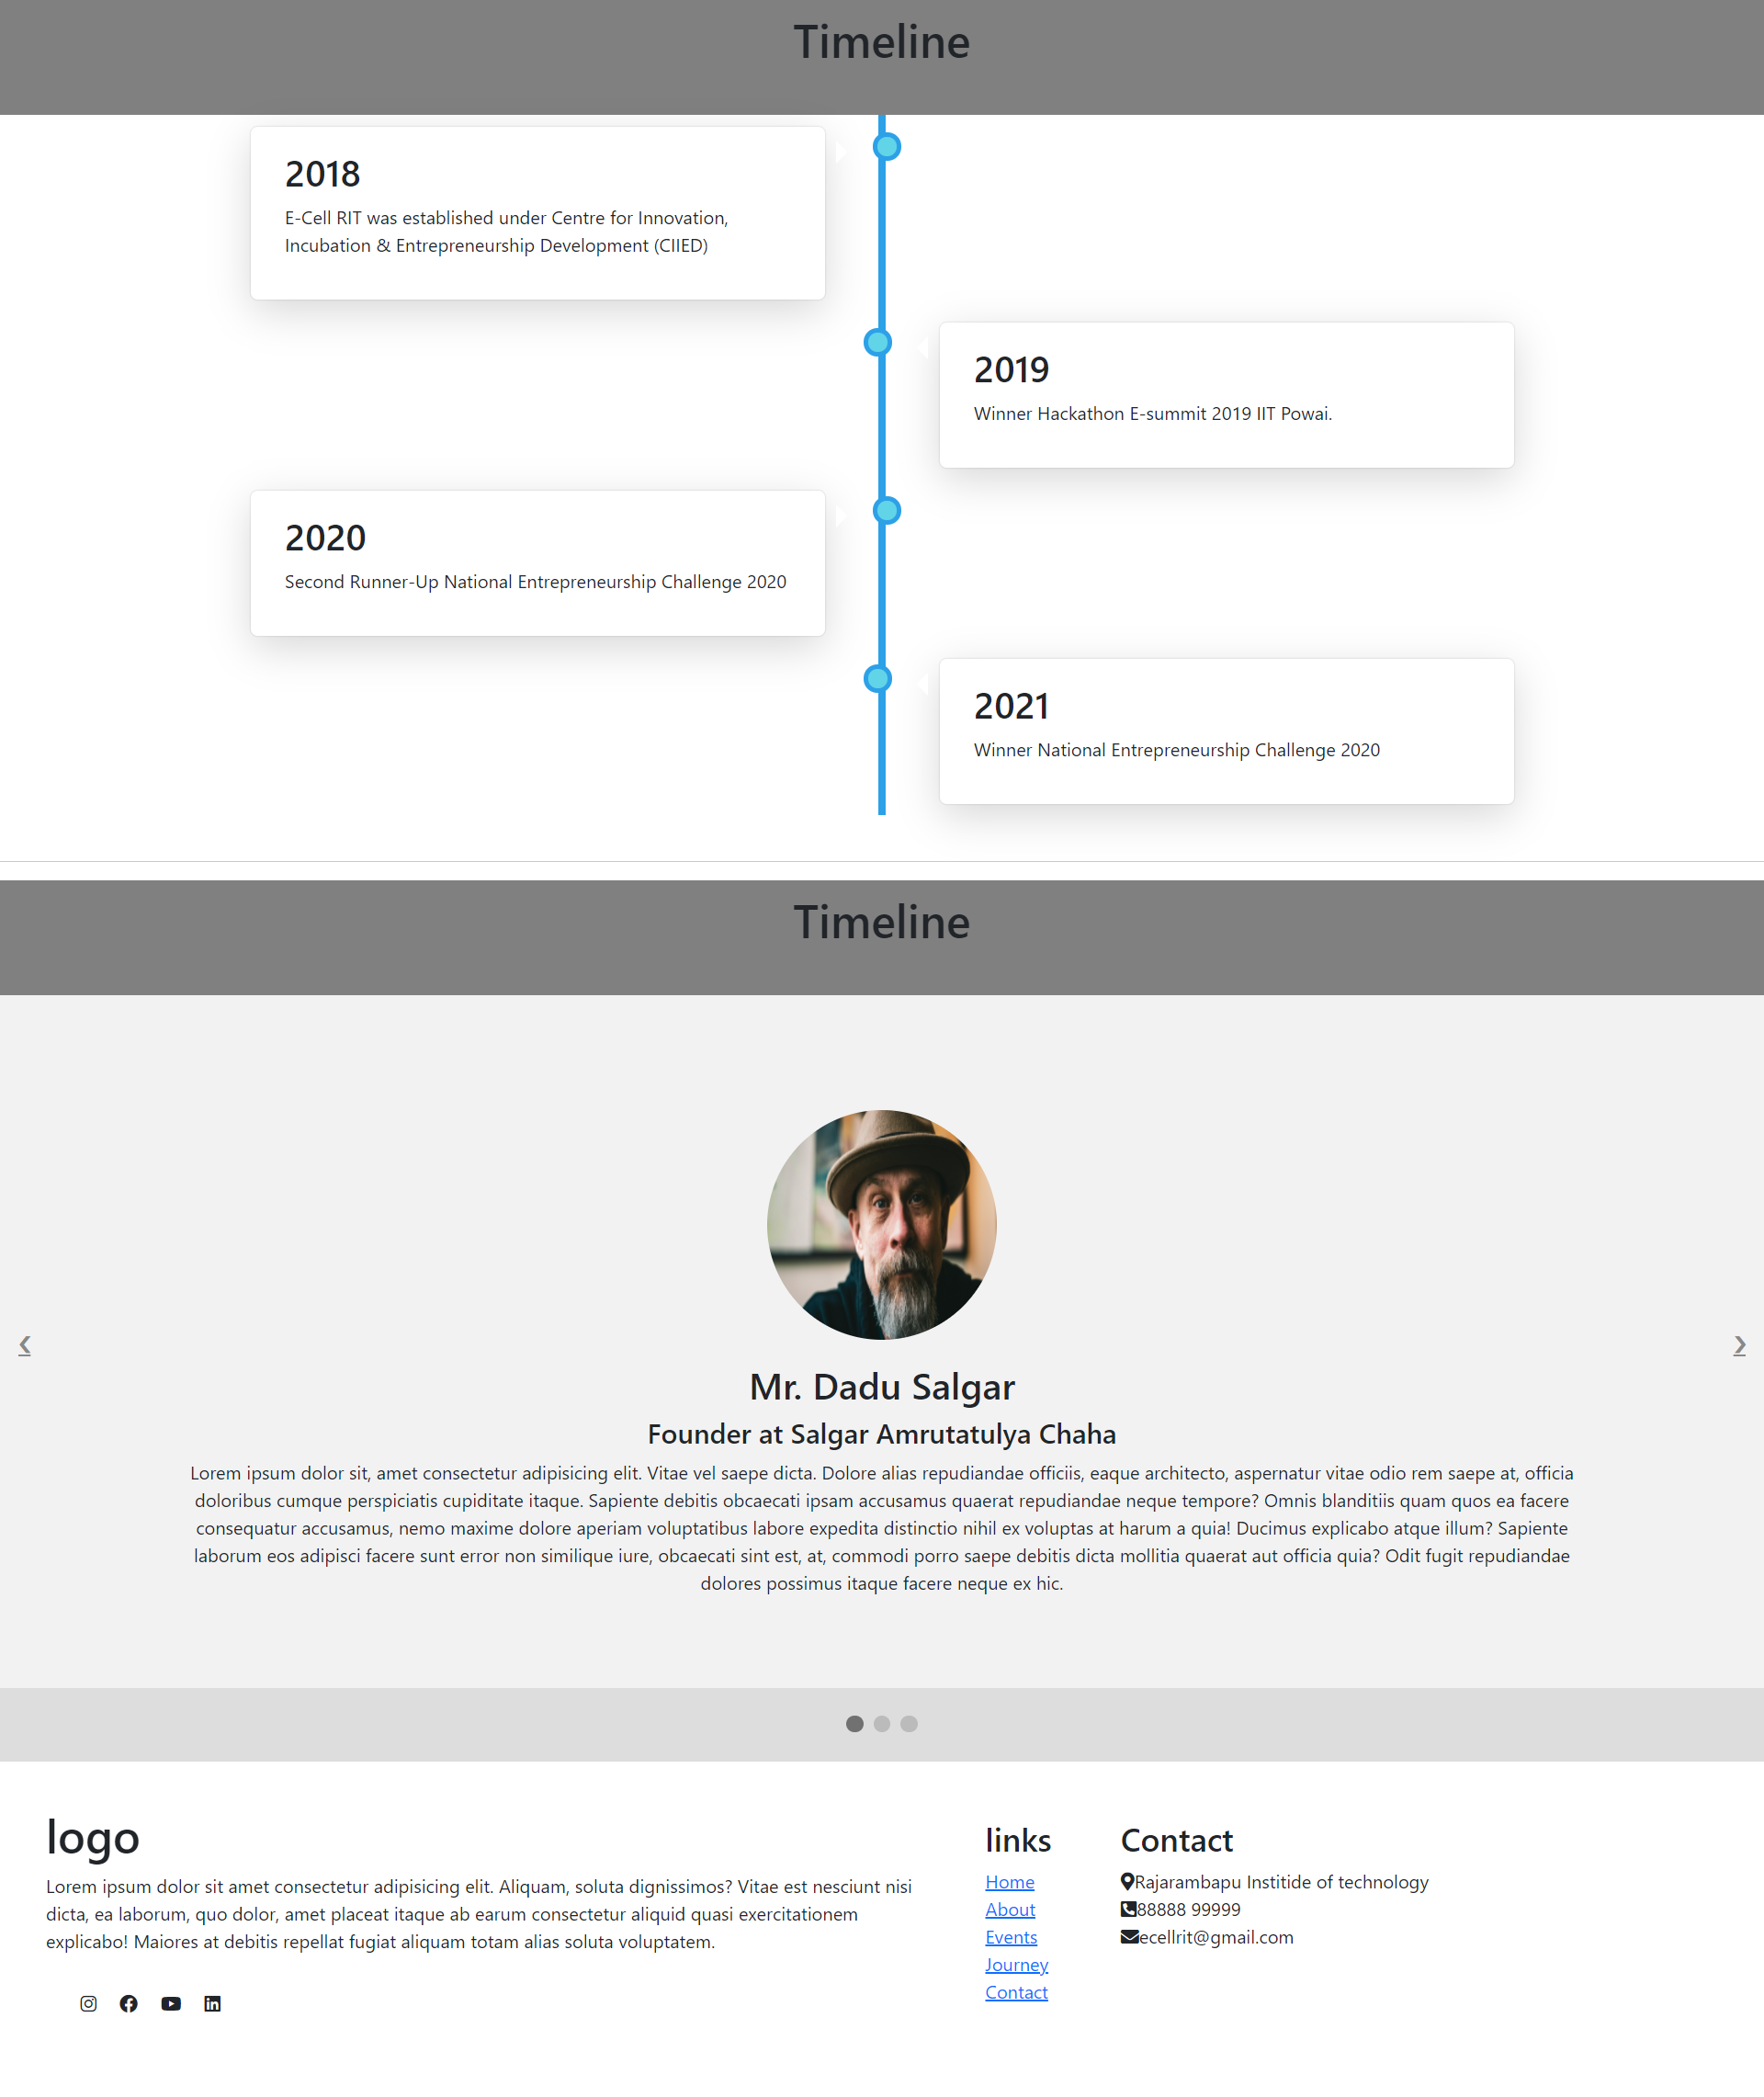 Timeline
2018
E-Cell RIT was established under Centre for Innovation,
Incubation & Entrepreneurship Development (CIIED)
2019
Winner Hackathon E-summit 2019 IIT Powai.
2020
Second Runner-Up National Entrepreneurship Challenge 2020
2021
Winner National Entrepreneurship Challenge 2020
Timeline
❮
❯
Mr. Dadu Salgar
Founder at Salgar Amrutatulya Chaha
Lorem ipsum dolor sit, amet consectetur adipisicing elit. Vitae vel saepe dicta. Dolore alias repudiandae officiis, eaque architecto, aspernatur vitae odio rem saepe at, officia
doloribus cumque perspiciatis cupiditate itaque. Sapiente debitis obcaecati ipsam accusamus quaerat repudiandae neque tempore? Omnis blanditiis quam quos ea facere
consequatur accusamus, nemo maxime dolore aperiam voluptatibus labore expedita distinctio nihil ex voluptas at harum a quia! Ducimus explicabo atque illum? Sapiente
laborum eos adipisci facere sunt error non similique iure, obcaecati sint est, at, commodi porro saepe debitis dicta mollitia quaerat aut officia quia? Odit fugit repudiandae
dolores possimus itaque facere neque ex hic.
logo
Lorem ipsum dolor sit amet consectetur adipisicing elit. Aliquam, soluta dignissimos? Vitae est nesciunt nisi
dicta, ea laborum, quo dolor, amet placeat itaque ab earum consectetur aliquid quasi exercitationem
explicabo! Maiores at debitis repellat fugiat aliquam totam alias soluta voluptatem.
links
Home
About
Events
Journey
Contact
Contact
Rajarambapu Institide of technology
88888 99999
ecellrit@gmail.com